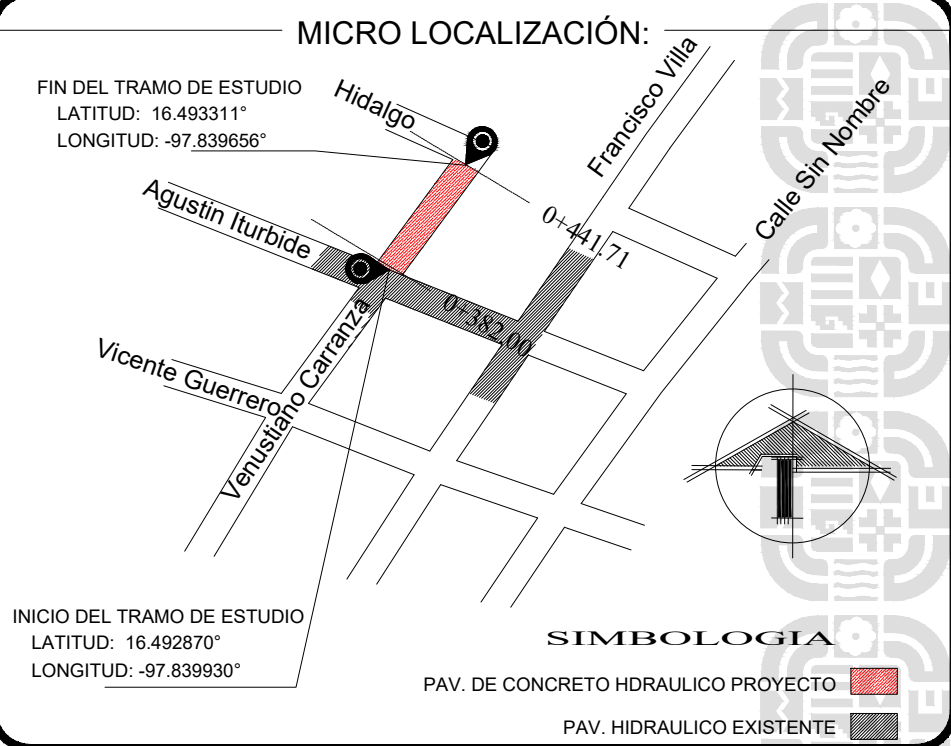 MICRO LOCALIZACIÓN:
FIN DEL TRAMO DE ESTUDIO
LATITUD: 16.493311°
LONGITUD: -97.839656°
Hidalgo
Francisco Villa
Calle Sin Nombre
Agustin Iturbide
0+441.71
0+382.00
Vicente Guerrero
Venustiano Carranza
INICIO DEL TRAMO DE ESTUDIO
LATITUD: 16.492870°
LONGITUD: -97.839930°
SIMBOLOGIA
PAV. DE CONCRETO HDRAULICO PROYECTO
PAV. HIDRAULICO EXISTENTE